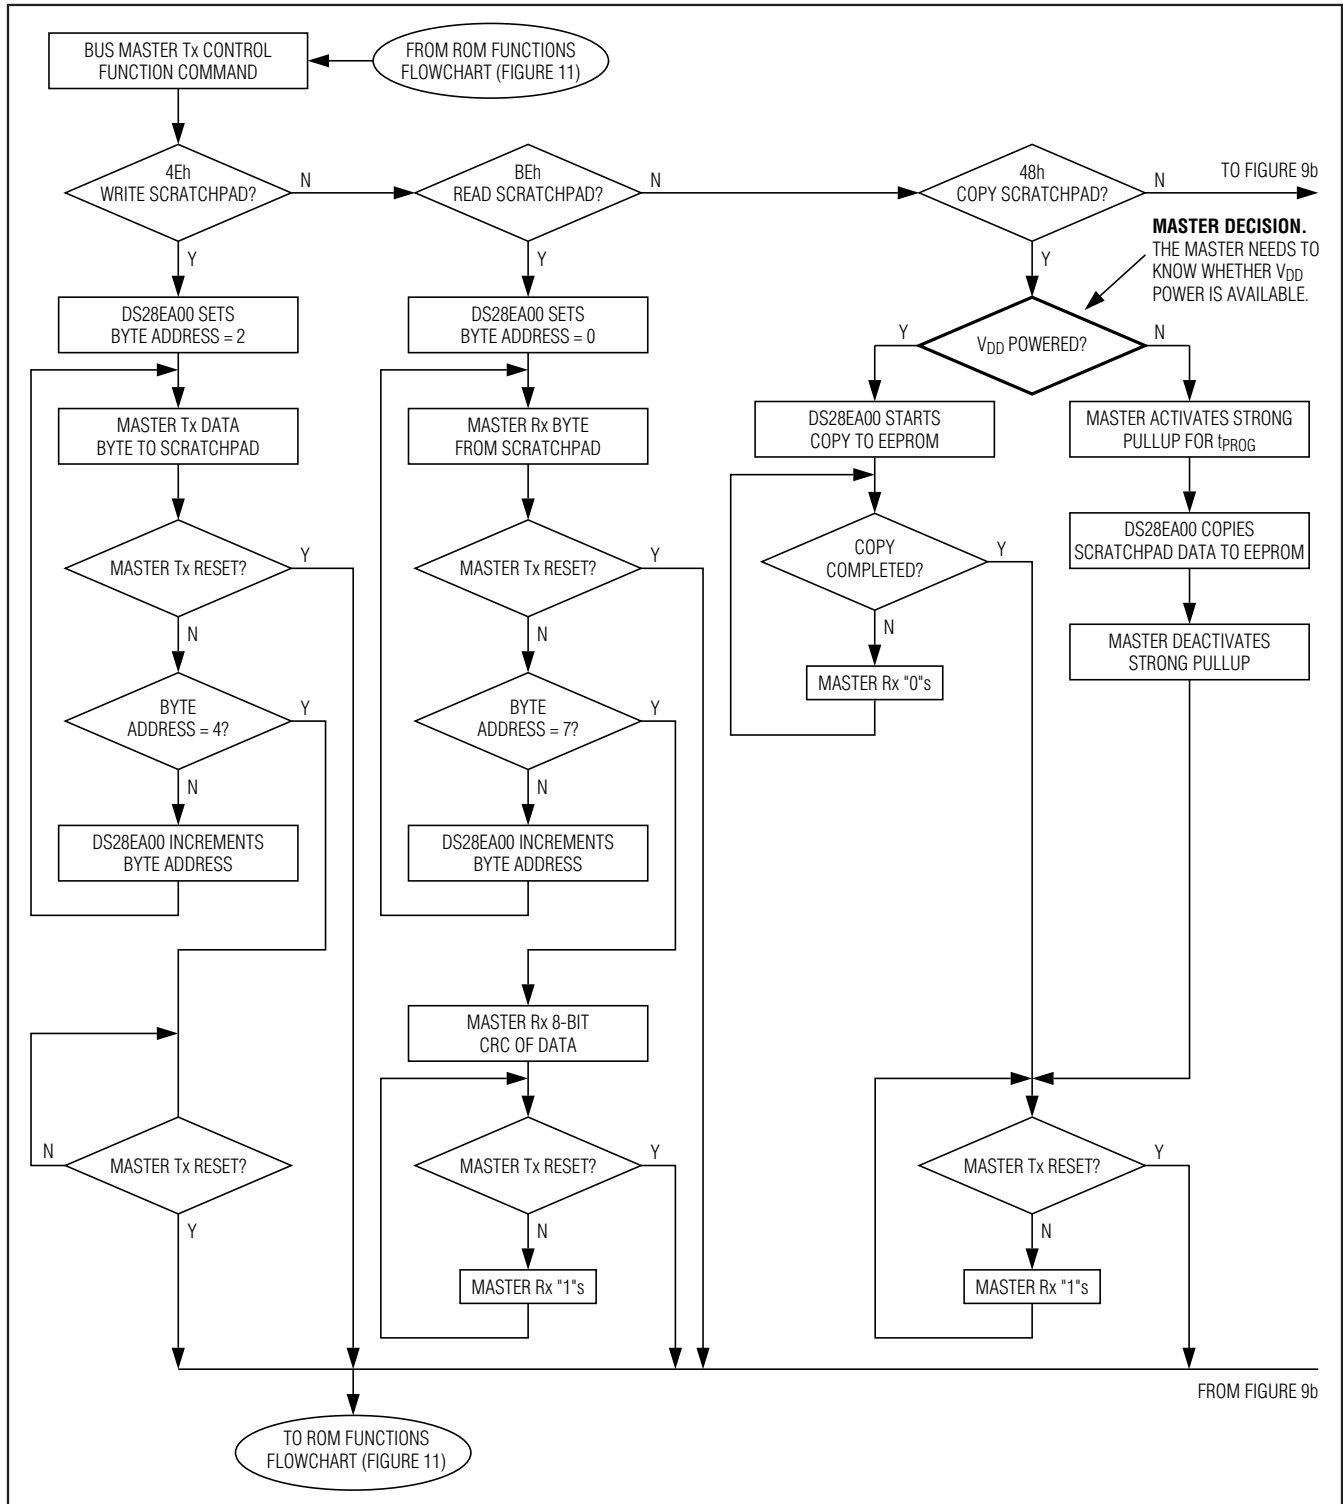 BUS MASTER Tx CONTROL
FUNCTION COMMAND
FROM ROM FUNCTIONS
FLOWCHART (FIGURE 11)
4Eh
WRITE SCRATCHPAD?
N
Y
BEh
READ SCRATCHPAD?
N
Y
48h
COPY SCRATCHPAD?
N
Y
TO FIGURE 9b
MASTER DECISION.
THE MASTER NEEDS TO
KNOW WHETHER VDD
POWER IS AVAILABLE.
DS28EA00 SETS
BYTE ADDRESS = 2
DS28EA00 SETS
BYTE ADDRESS = 0
Y
VDD POWERED?
N
MASTER Tx DATA
BYTE TO SCRATCHPAD
MASTER Rx BYTE
FROM SCRATCHPAD
DS28EA00 STARTS
COPY TO EEPROM
MASTER ACTIVATES STRONG
PULLUP FOR tPROG
MASTER Tx RESET?
Y
N
MASTER Tx RESET?
Y
N
COPY
COMPLETED?
Y
N
DS28EA00 COPIES
SCRATCHPAD DATA TO EEPROM
MASTER Rx "0"s
MASTER DEACTIVATES
STRONG PULLUP
BYTE
ADDRESS = 4?
Y
N
BYTE
ADDRESS = 7?
Y
N
DS28EA00 INCREMENTS
BYTE ADDRESS
DS28EA00 INCREMENTS
BYTE ADDRESS
MASTER Rx 8-BIT
CRC OF DATA
N
MASTER Tx RESET?
Y
MASTER Tx RESET?
Y
N
MASTER Tx RESET?
Y
N
MASTER Rx "1"s
MASTER Rx "1"s
FROM FIGURE 9b
TO ROM FUNCTIONS
FLOWCHART (FIGURE 11)